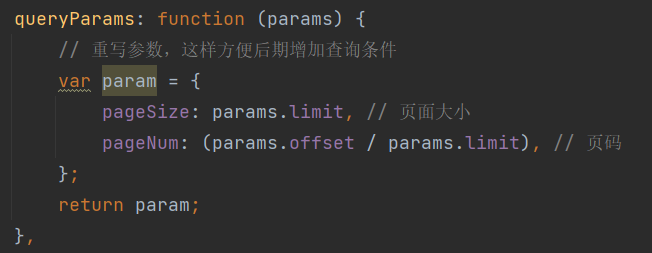 queryParams: function (params) {
// 重写参数，这样方便后期增加查询条件
var param = {
pageSize: params.limit, // 页面大小
pageNum: (params.offset / params.limit), // 页码
};
return param;
},